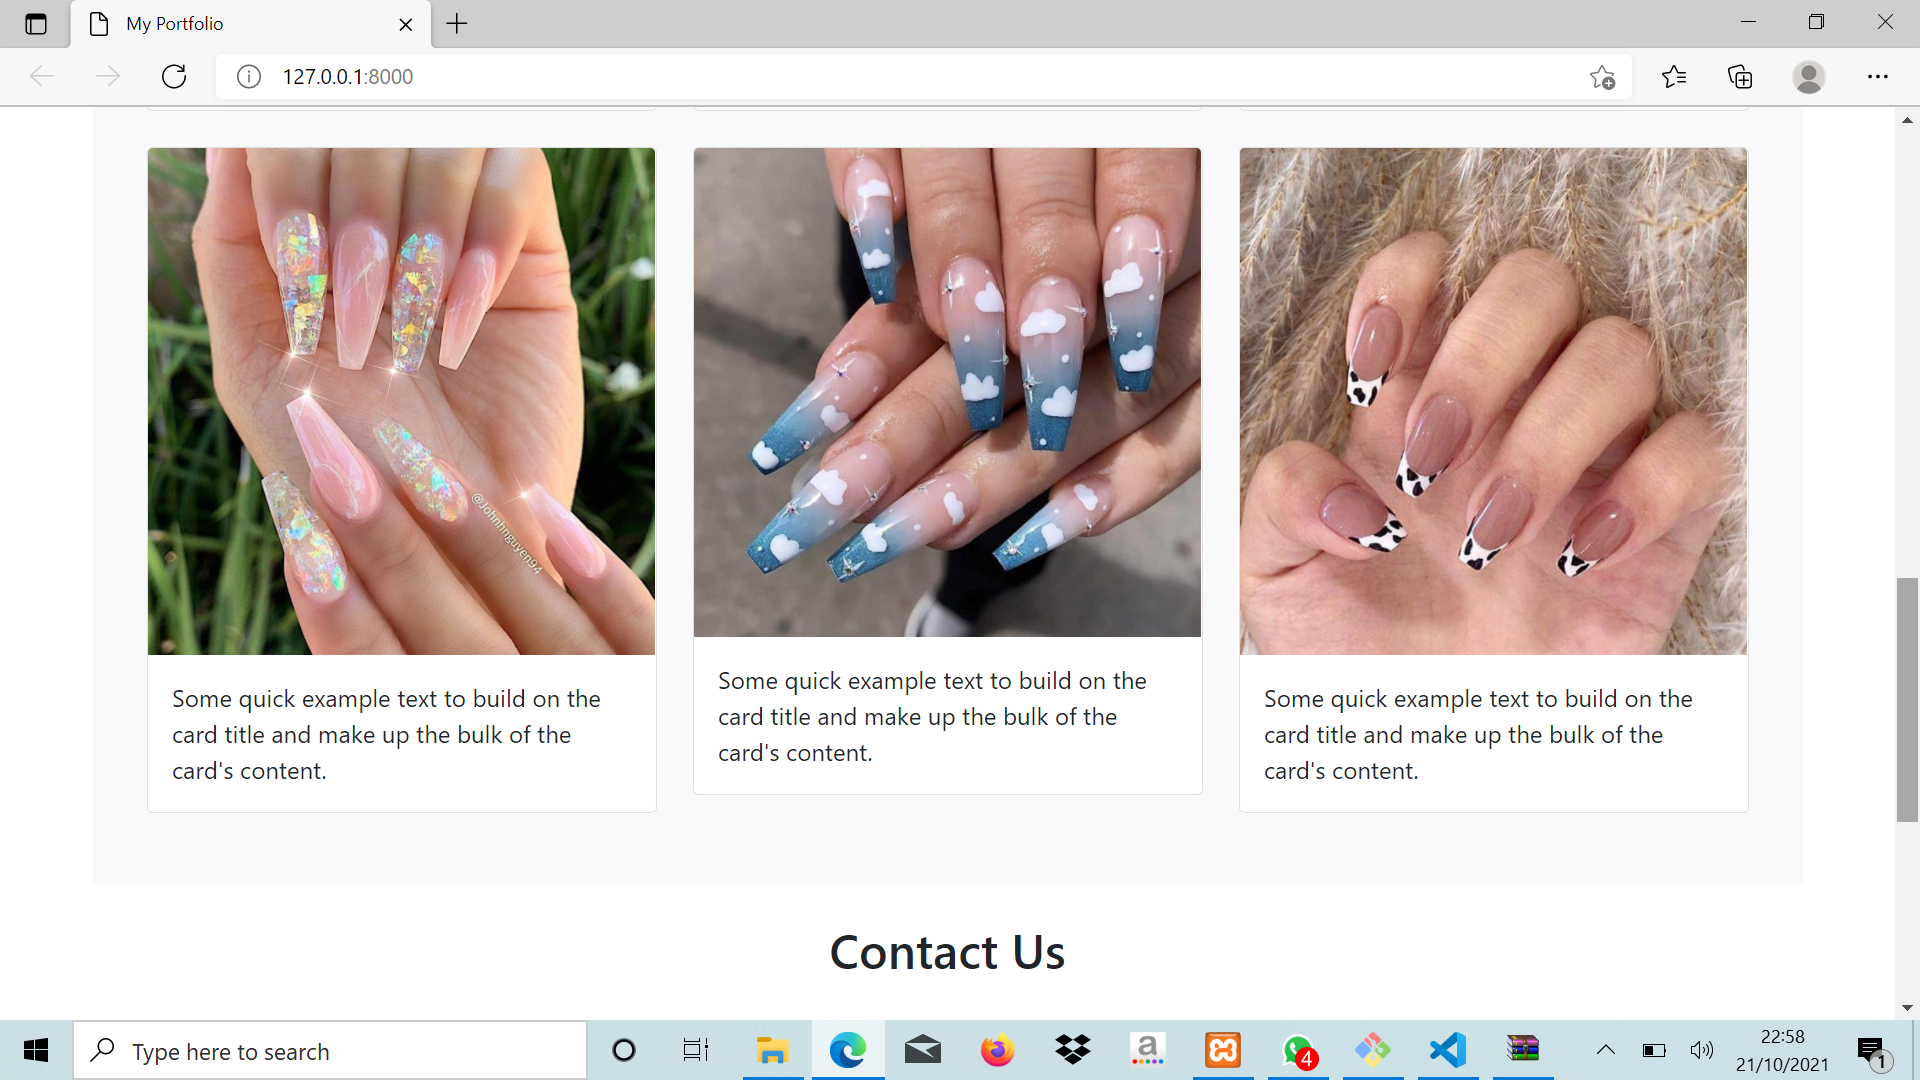 My Portfolio
127.0.0.1:8000
@Johnhnguyen94
Some quick example text to build on the
card title and make up the bulk of the
card's content.
Some quick example text to build on the
card title and make up the bulk of the
card's content.
Some quick example text to build on the
card title and make up the bulk of the
card's content.
Contact Us
Type here to search
a
4
22:58
21/10/2021
1